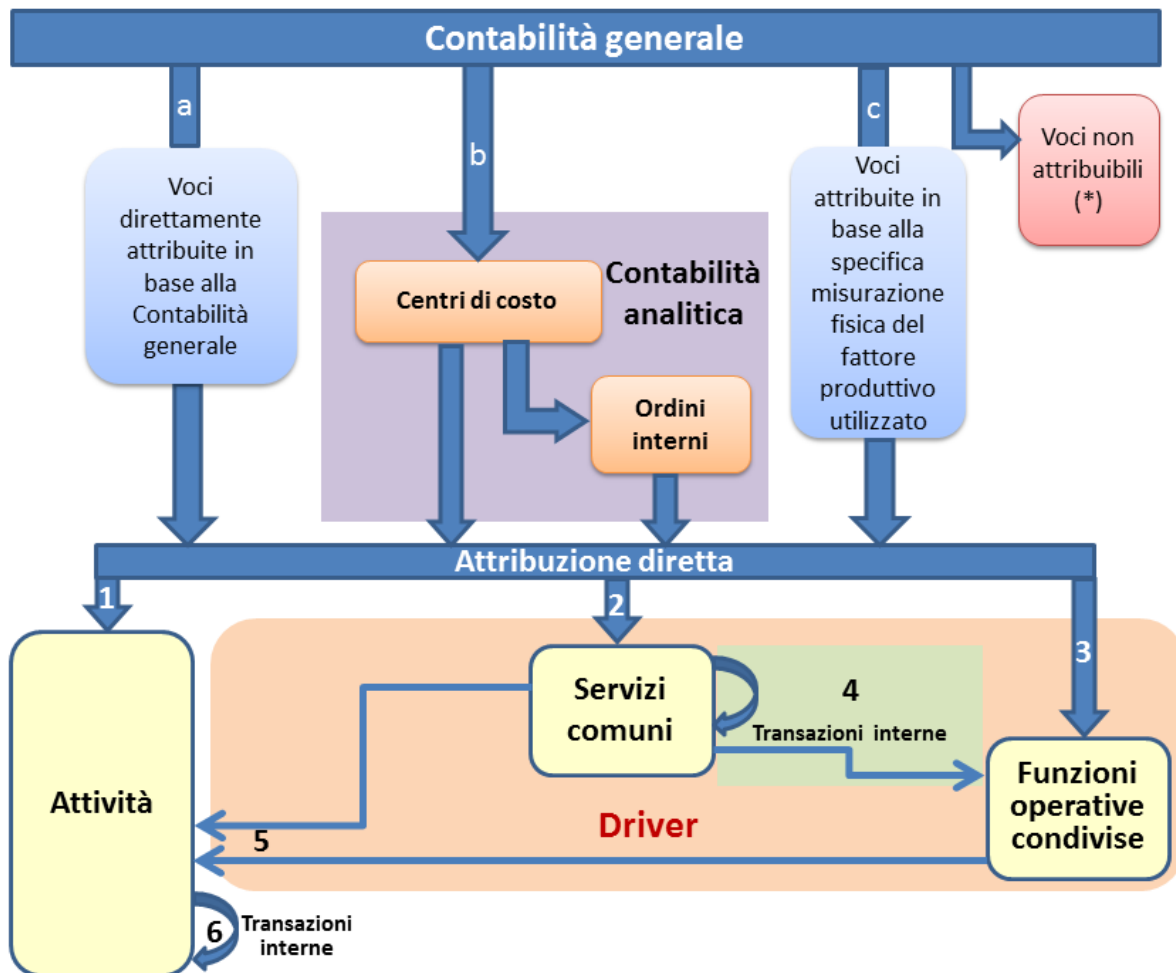 Contabilità generale
a
b
c
Voci
direttamente
attribuite in
base alla
Contabilità
generale
Centri di costo
Contabilità
analitica
Ordini
interni
Voci
attribuite in
base alla
specifica
misurazione
fisica del
fattore
produttivo
utilizzato
Voci non
attribuibili
(*)
Attribuzione diretta
1
2
3
Attività
Servizi
comuni
4
Transazioni interne
Funzioni
operative
condivise
Driver
5
6
Transazioni
interne